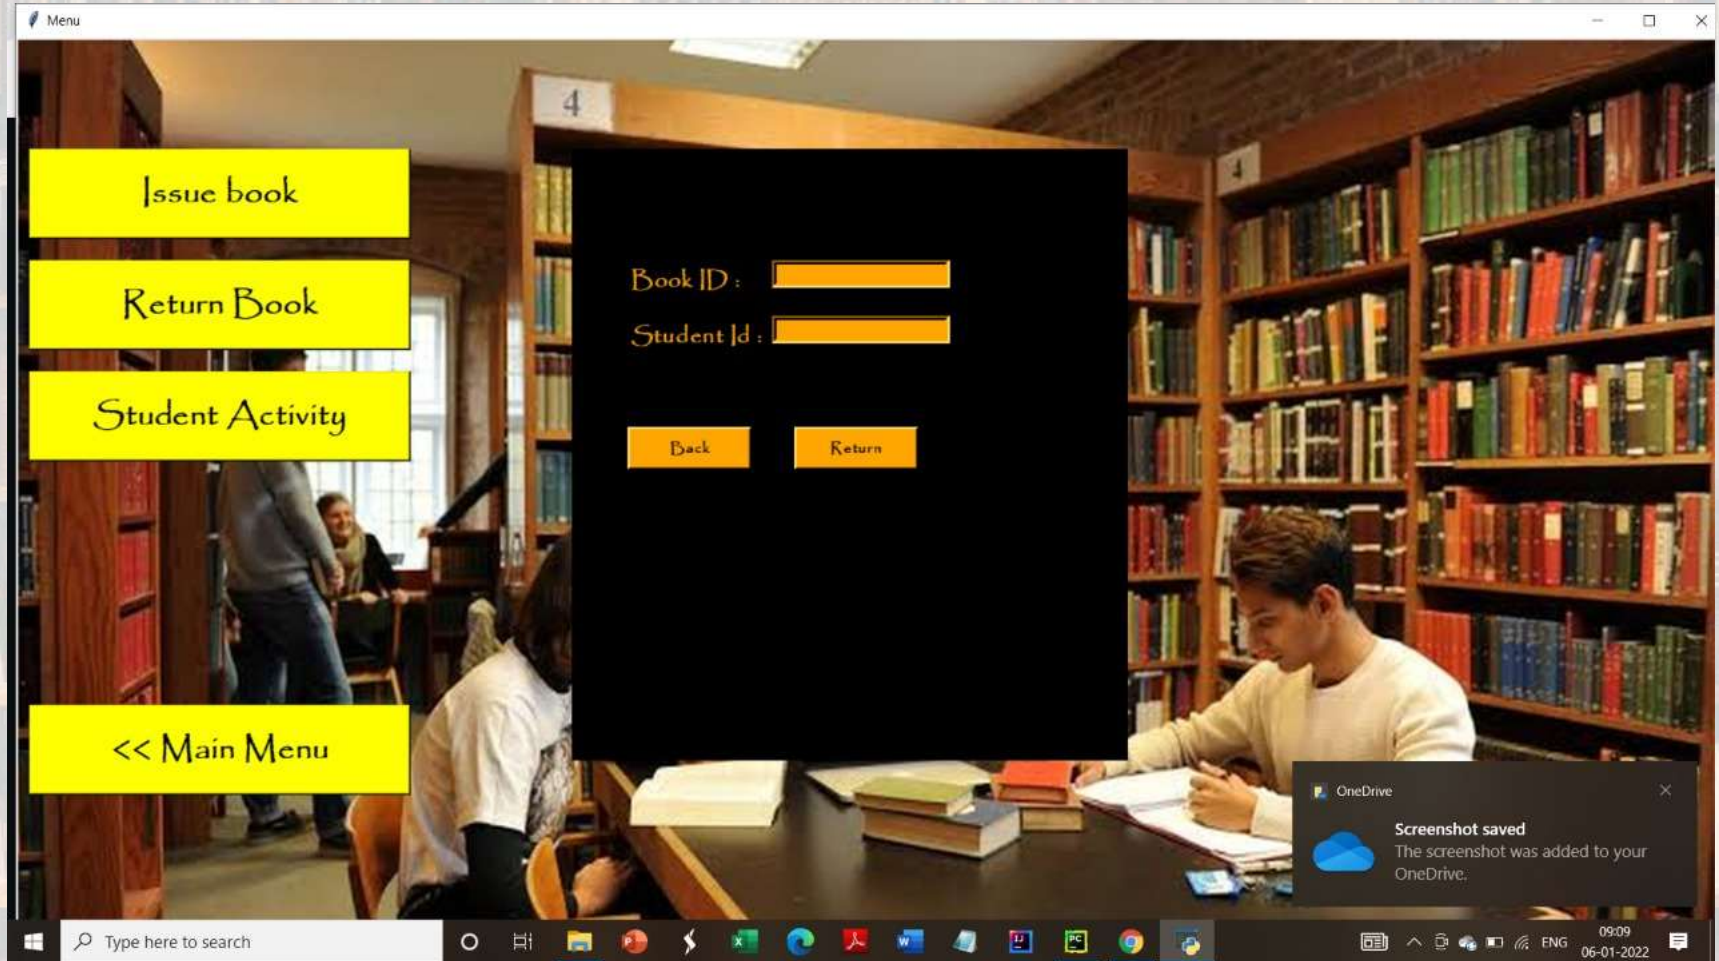 Menu
4
4
Issue book
Return Book
Student Activity
<< Main Menu
Book ID :
Student Id :
Back
Return
OneDrive
Screenshot saved
The screenshot was added to your
OneDrive.
Type here to search
ENG
09:09
06-01-2022